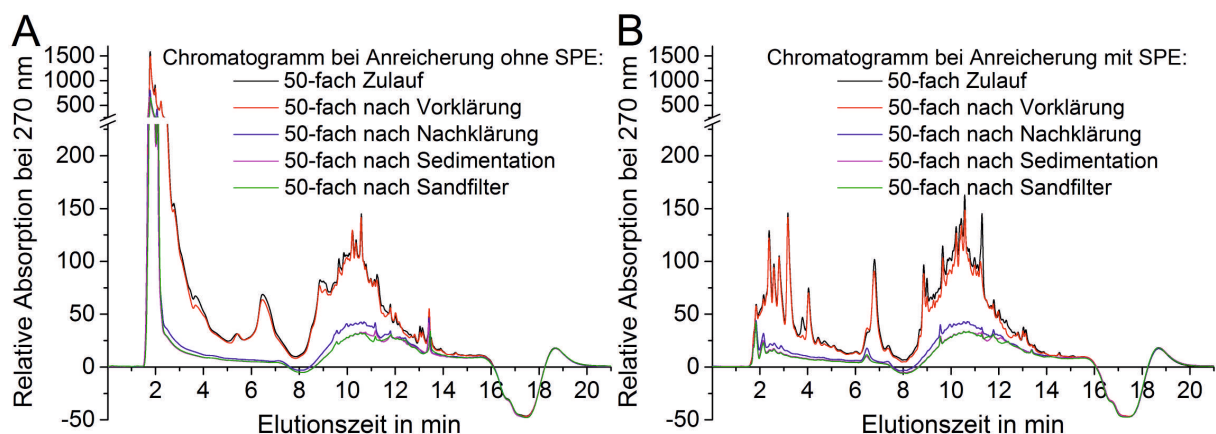 A
Chromatogramm bei Anreicherung ohne SPE:
50-fach Zulauf
50-fach nach Vorklärung
50-fach nach Nachklärung
50-fach nach Sedimentation
50-fach nach Sandfilter
Relative Absorption bei 270 nm
1500
1000
500
200
150
100
50
0
-50
0 2 4 6 8 10 12 14 16 18 20
Elutionszeit in min
B
Chromatogramm bei Anreicherung mit SPE:
50-fach Zulauf
50-fach nach Vorklärung
50-fach nach Nachklärung
50-fach nach Sedimentation
50-fach nach Sandfilter
Relative Absorption bei 270 nm
1500
1000
500
200
150
100
50
0
-50
0 2 4 6 8 10 12 14 16 18 20
Elutionszeit in min